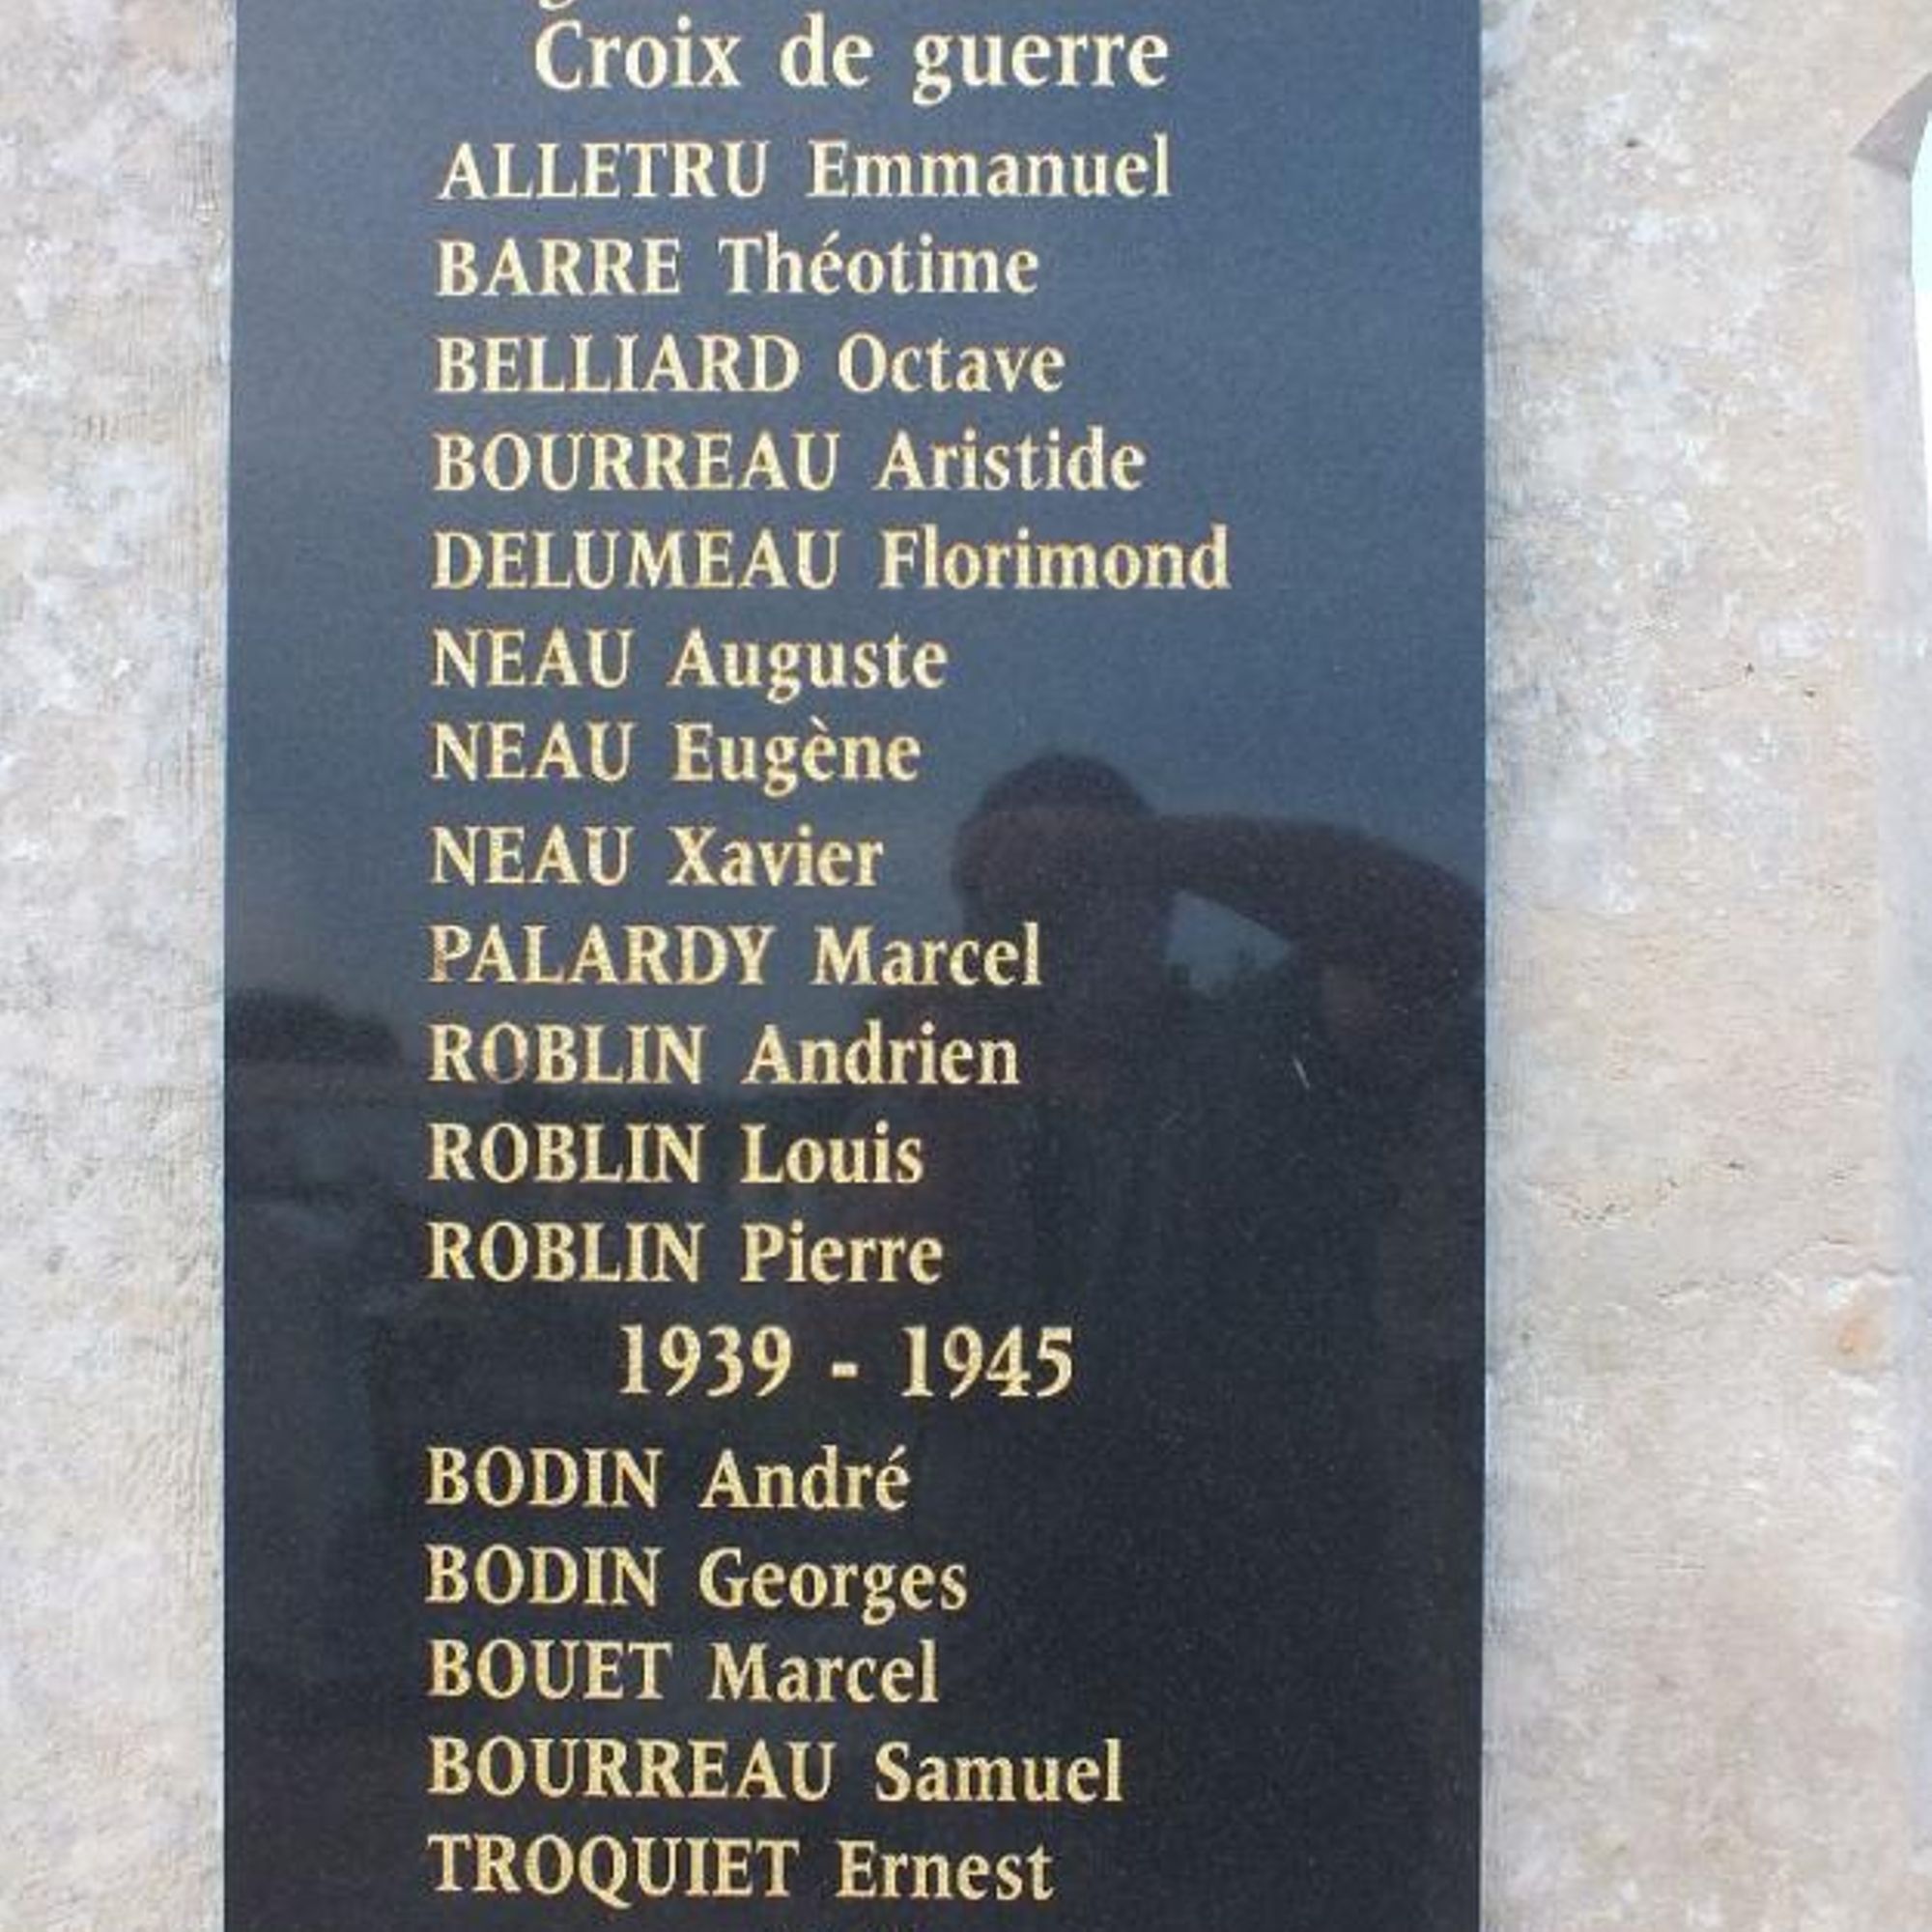 Croix de guerre
ALLETRU Emmanuel
BARRE Théotime
BELLIARD Octave
BOURREAU Aristide
DELUMEAU Florimond
NEAU Auguste
NEAU Eugène
NEAU Xavier
PALARDY Marcel
ROBLIN Andrien
ROBLIN Louis
ROBLIN Pierre
1939 - 1945
BODIN André
BODIN Georges
BOUET Marcel
BOURREAU Samuel
TROQUIET Ernest